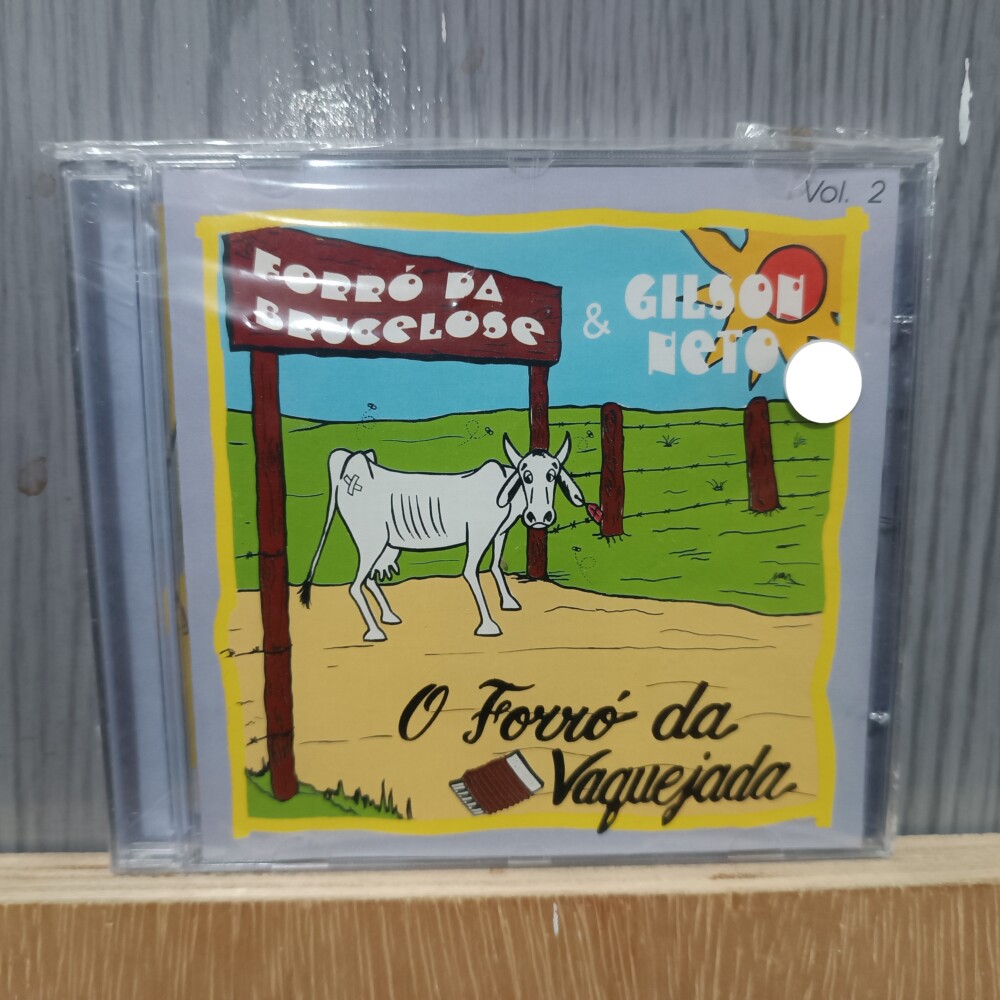 Vol. 2
FORRÓ DA
BRUCELOSE
&
GILSON
NETO
O Forró da
Vaquejada